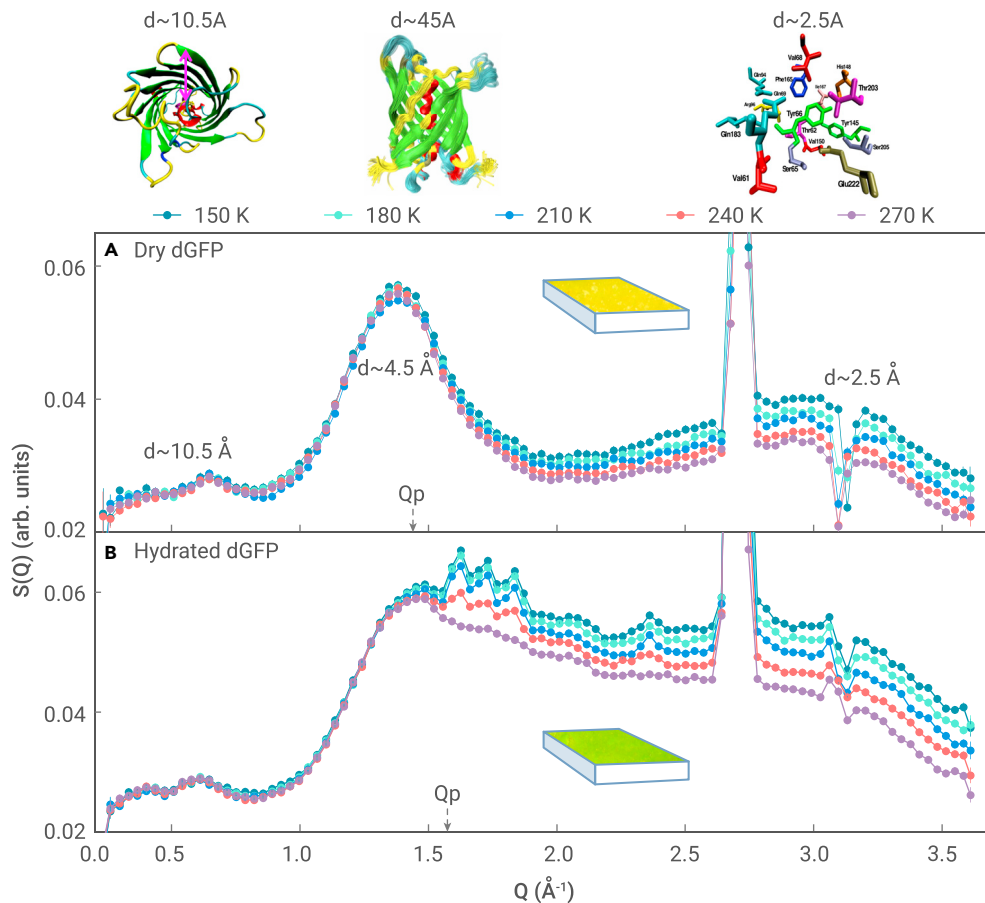 d~10.5A d~45A d~2.5A
Val68
Gln94
Phe165
His148
Gln69
Ile167
Thr203
Arg96
Tyr66
Gln183
Thr62
Tyr145
Val150
Ser205
Ser65
Val61
Glu222
150 K 180 K 210 K 240 K 270 K
A Dry dGFP
0.06
d~4.5 Å
d~2.5 Å
0.04
d~10.5 Å
Qp
0.02
S(Q) (arb. units)
B Hydrated dGFP
0.06
0.04
Qp
0.02
0.0 0.5 1.0 1.5 2.0 2.5 3.0 3.5
Q (Å-1)